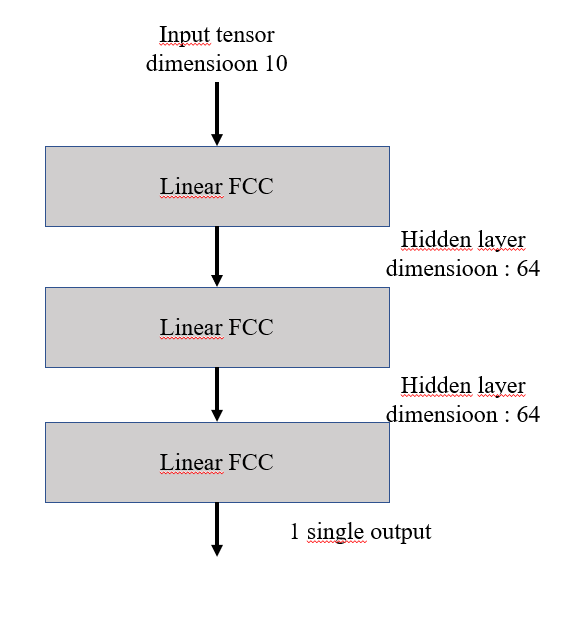 Input tensor
dimensioon 10
Linear FCC
Hidden layer
dimensioon : 64
Linear FCC
Hidden layer
dimensioon : 64
Linear FCC
1 single output